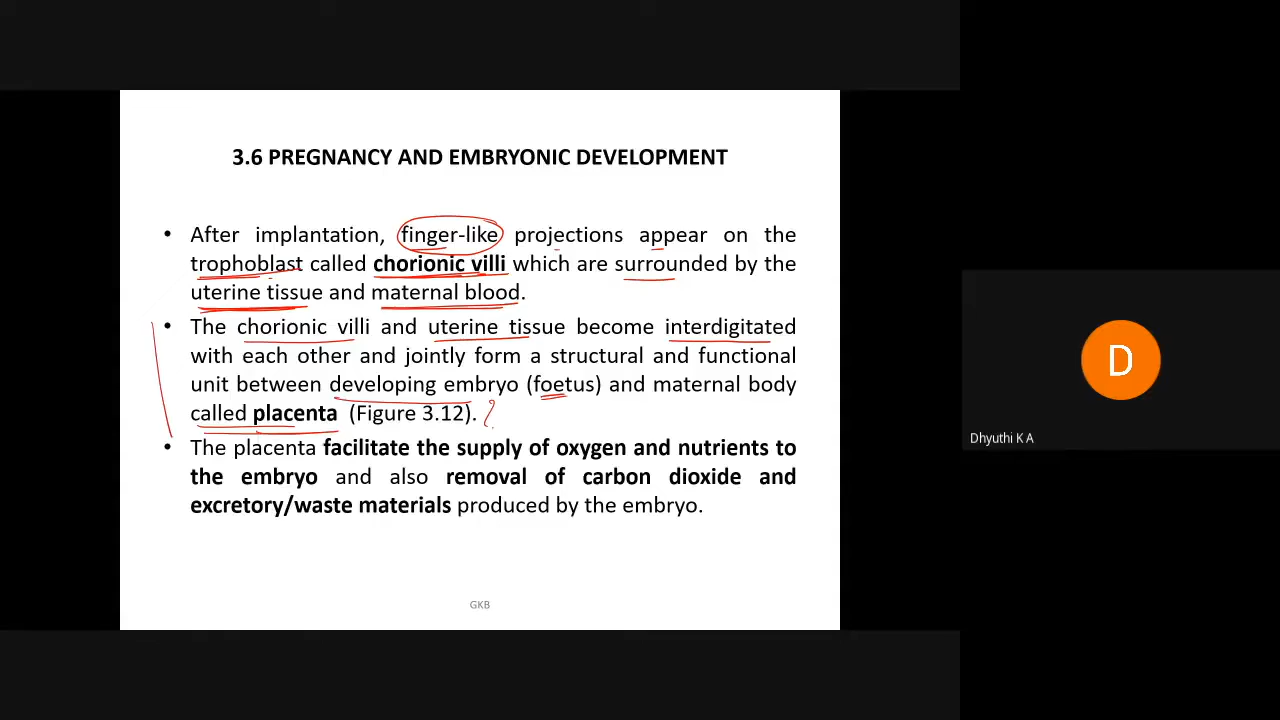 3.6 PREGNANCY AND EMBRYONIC DEVELOPMENT
• After implantation, finger-like projections appear on the
trophoblast called chorionic villi which are surrounded by the
uterine tissue and maternal blood.
• The chorionic villi and uterine tissue become interdigitated
with each other and jointly form a structural and functional
unit between developing embryo (foetus) and maternal body
called placenta (Figure 3.12).
• The placenta facilitate the supply of oxygen and nutrients to
the embryo and also removal of carbon dioxide and
excretory/waste materials produced by the embryo.
GKB
D
Dhyuthi K A